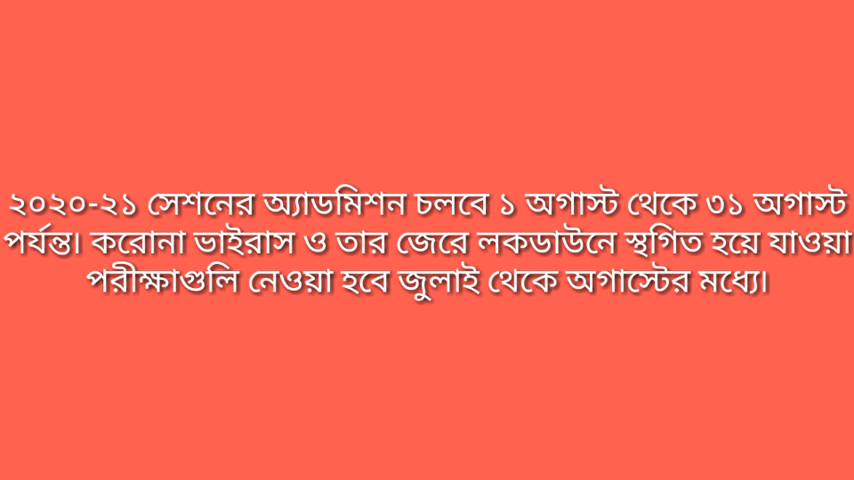 ২০২০-২১ সেশনের অ্যাডমিশন চলবে ১ অগাস্ট থেকে ৩১ অগাস্ট
পর্যন্ত। করোনা ভাইরাস ও তার জেরে লকডাউনে স্থগিত হয়ে যাওয়া
পরীক্ষাগুলি নেওয়া হবে জুলাই থেকে অগাস্টের মধ্যে।